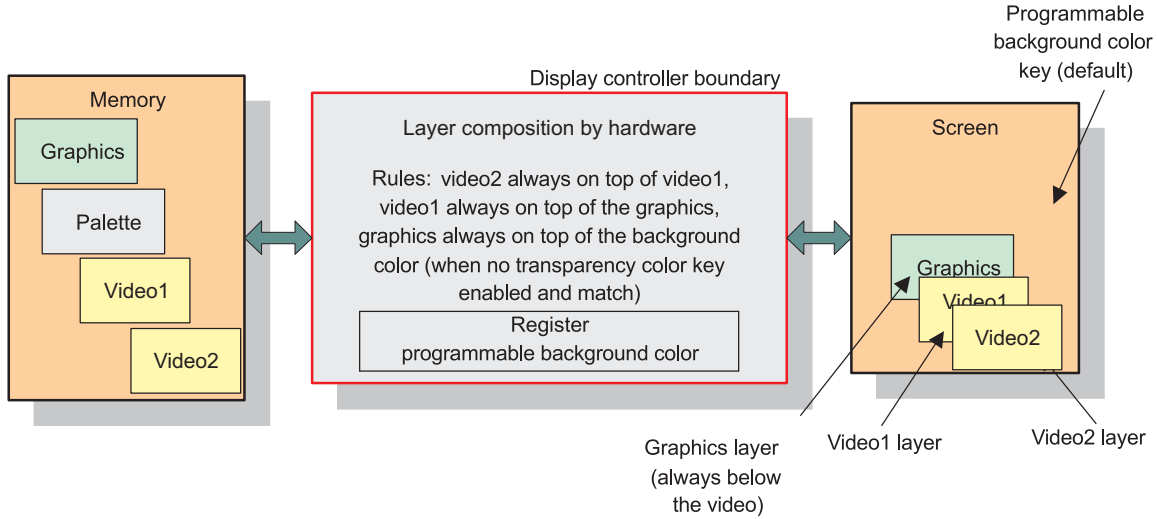 Programmable
background color
key (default)
Display controller boundary
Memory
Graphics
Palette
Video1
Video2
Layer composition by hardware
Rules: video2 always on top of video1,
video1 always on top of the graphics,
graphics always on top of the background
color (when no transparency color key
enabled and match)
Register
programmable background color
Screen
Graphics
Video1
Video2
Graphics layer
(always below
the video)
Video1 layer
Video2 layer